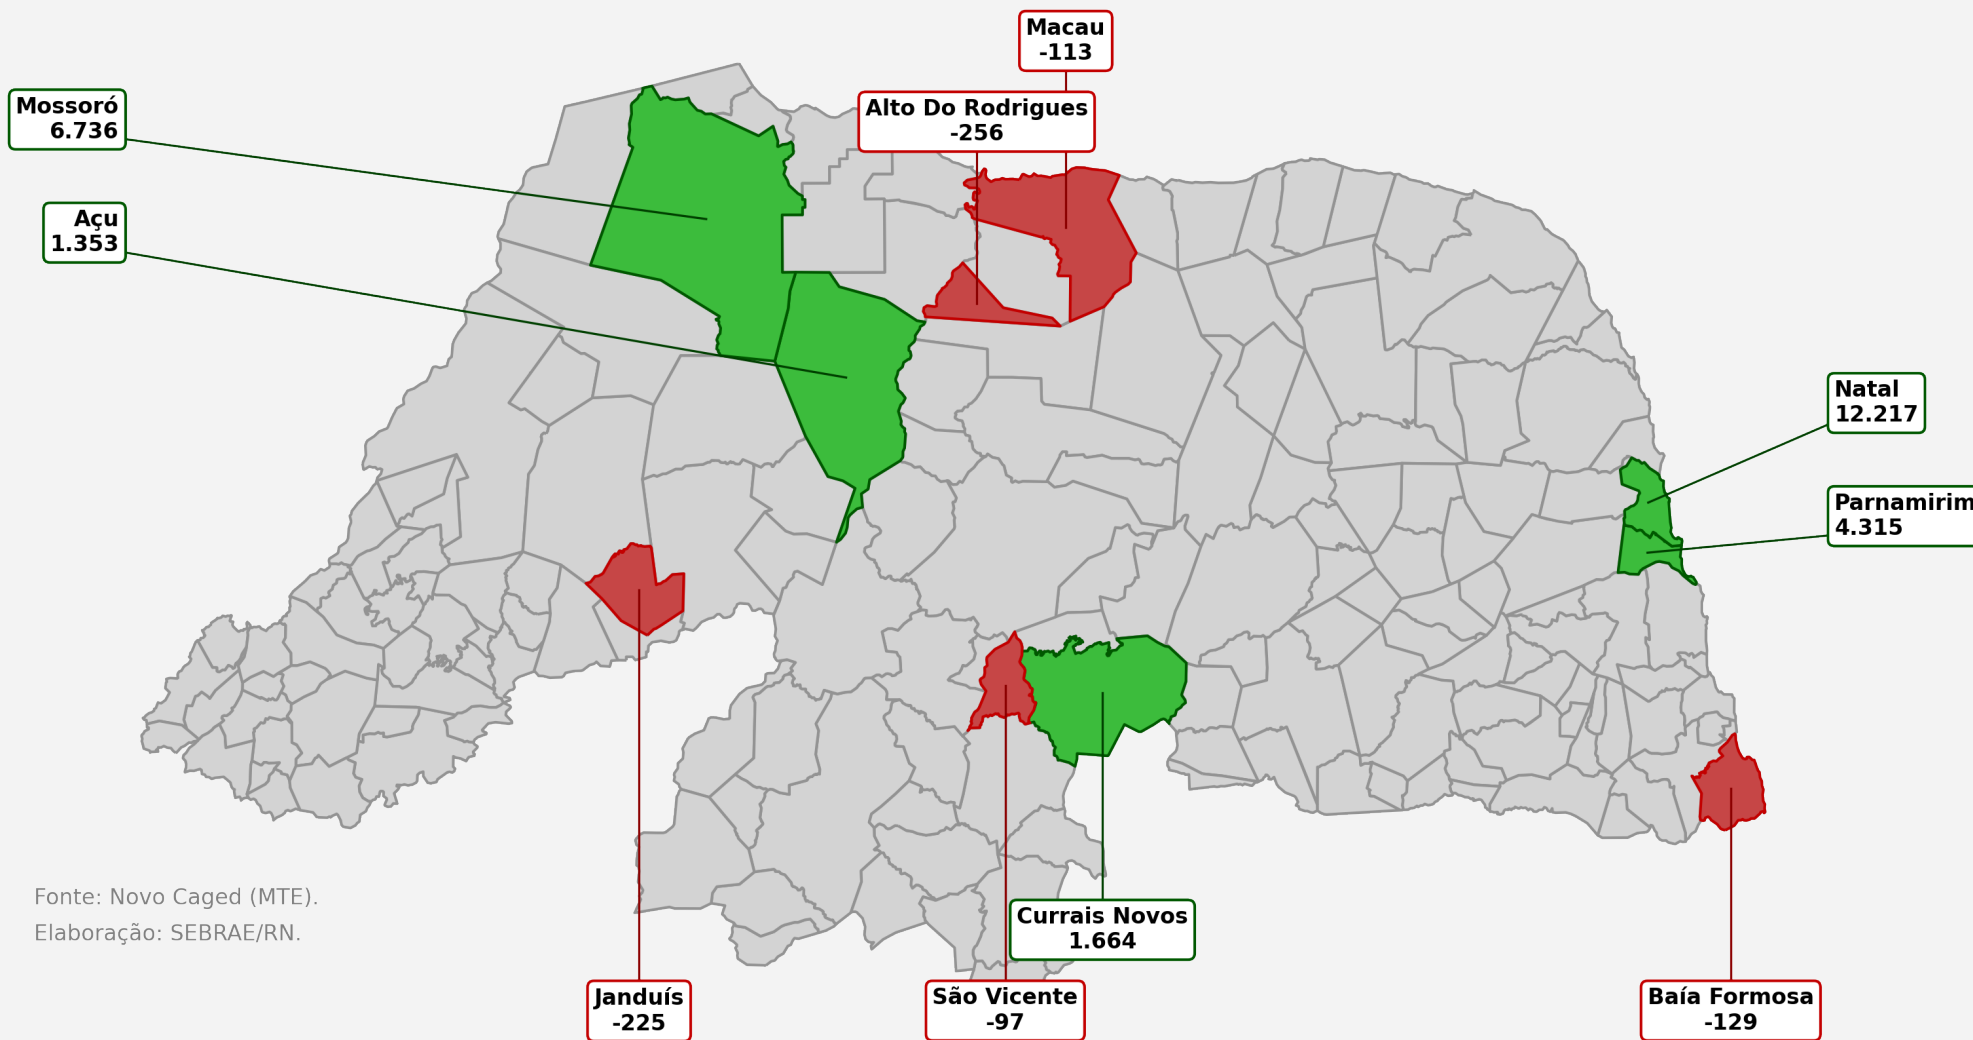 Macau
-113
Mossoró
6.736
Alto Do Rodrigues
-256
Açu
1.353
Natal
12.217
Parnamirim
4.315
Fonte: Novo Caged (MTE).
Elaboração: SEBRAE/RN.
Currais Novos
1.664
Janduís
-225
São Vicente
-97
Baía Formosa
-129